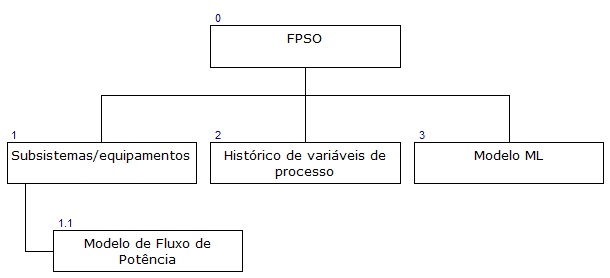 0
FPSO
1
Subsistemas/equipamentos
2
Histórico de variáveis de
processo
3
Modelo ML
1.1
Modelo de Fluxo de
Potência